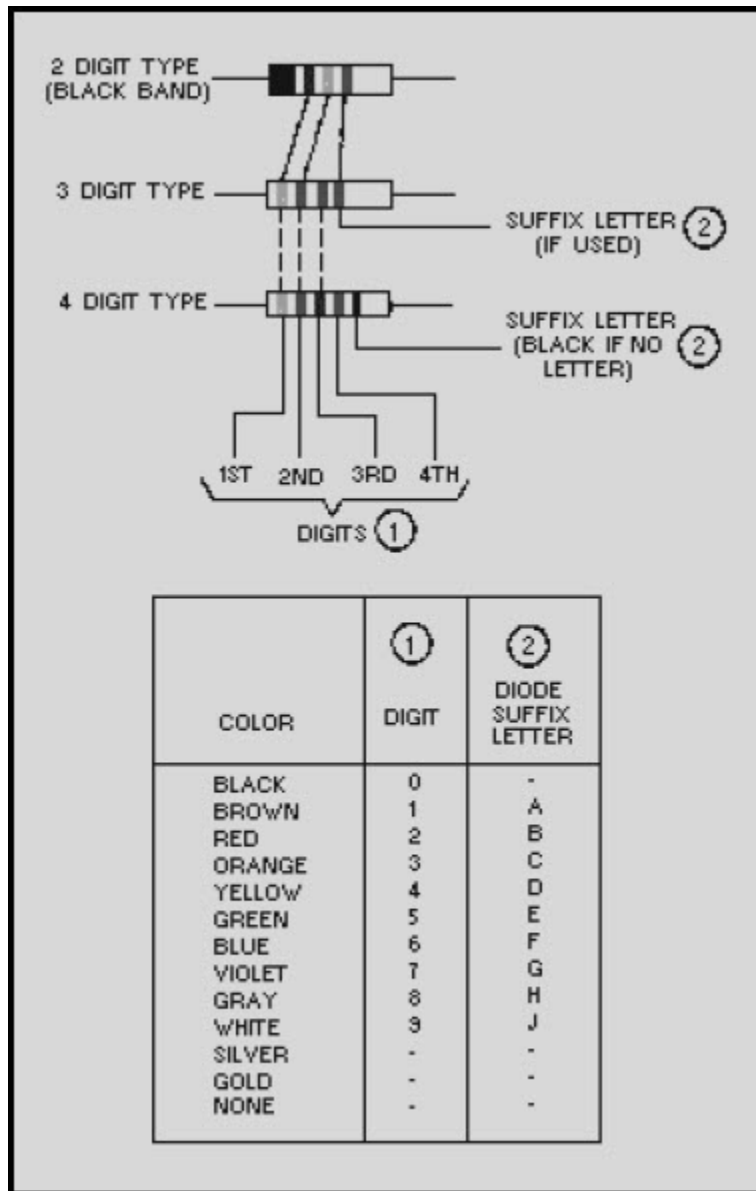 2 DIGIT TYPE
(BLACK BAND)
3 DIGIT TYPE
SUFFIX LETTER 2
(IF USED)
4 DIGIT TYPE
SUFFIX LETTER
(BLACK IF NO 2
LETTER)
1ST 2ND 3RD 4TH
DIGITS 1
1 2
COLOR DIGIT DIODE
SUFFIX
LETTER
BLACK 0 -
BROWN 1 A
RED 2 B
ORANGE 3 C
YELLOW 4 D
GREEN 5 E
BLUE 6 F
VIOLET 7 G
GRAY 8 H
WHITE 9 J
SILVER - -
GOLD - -
NONE - -